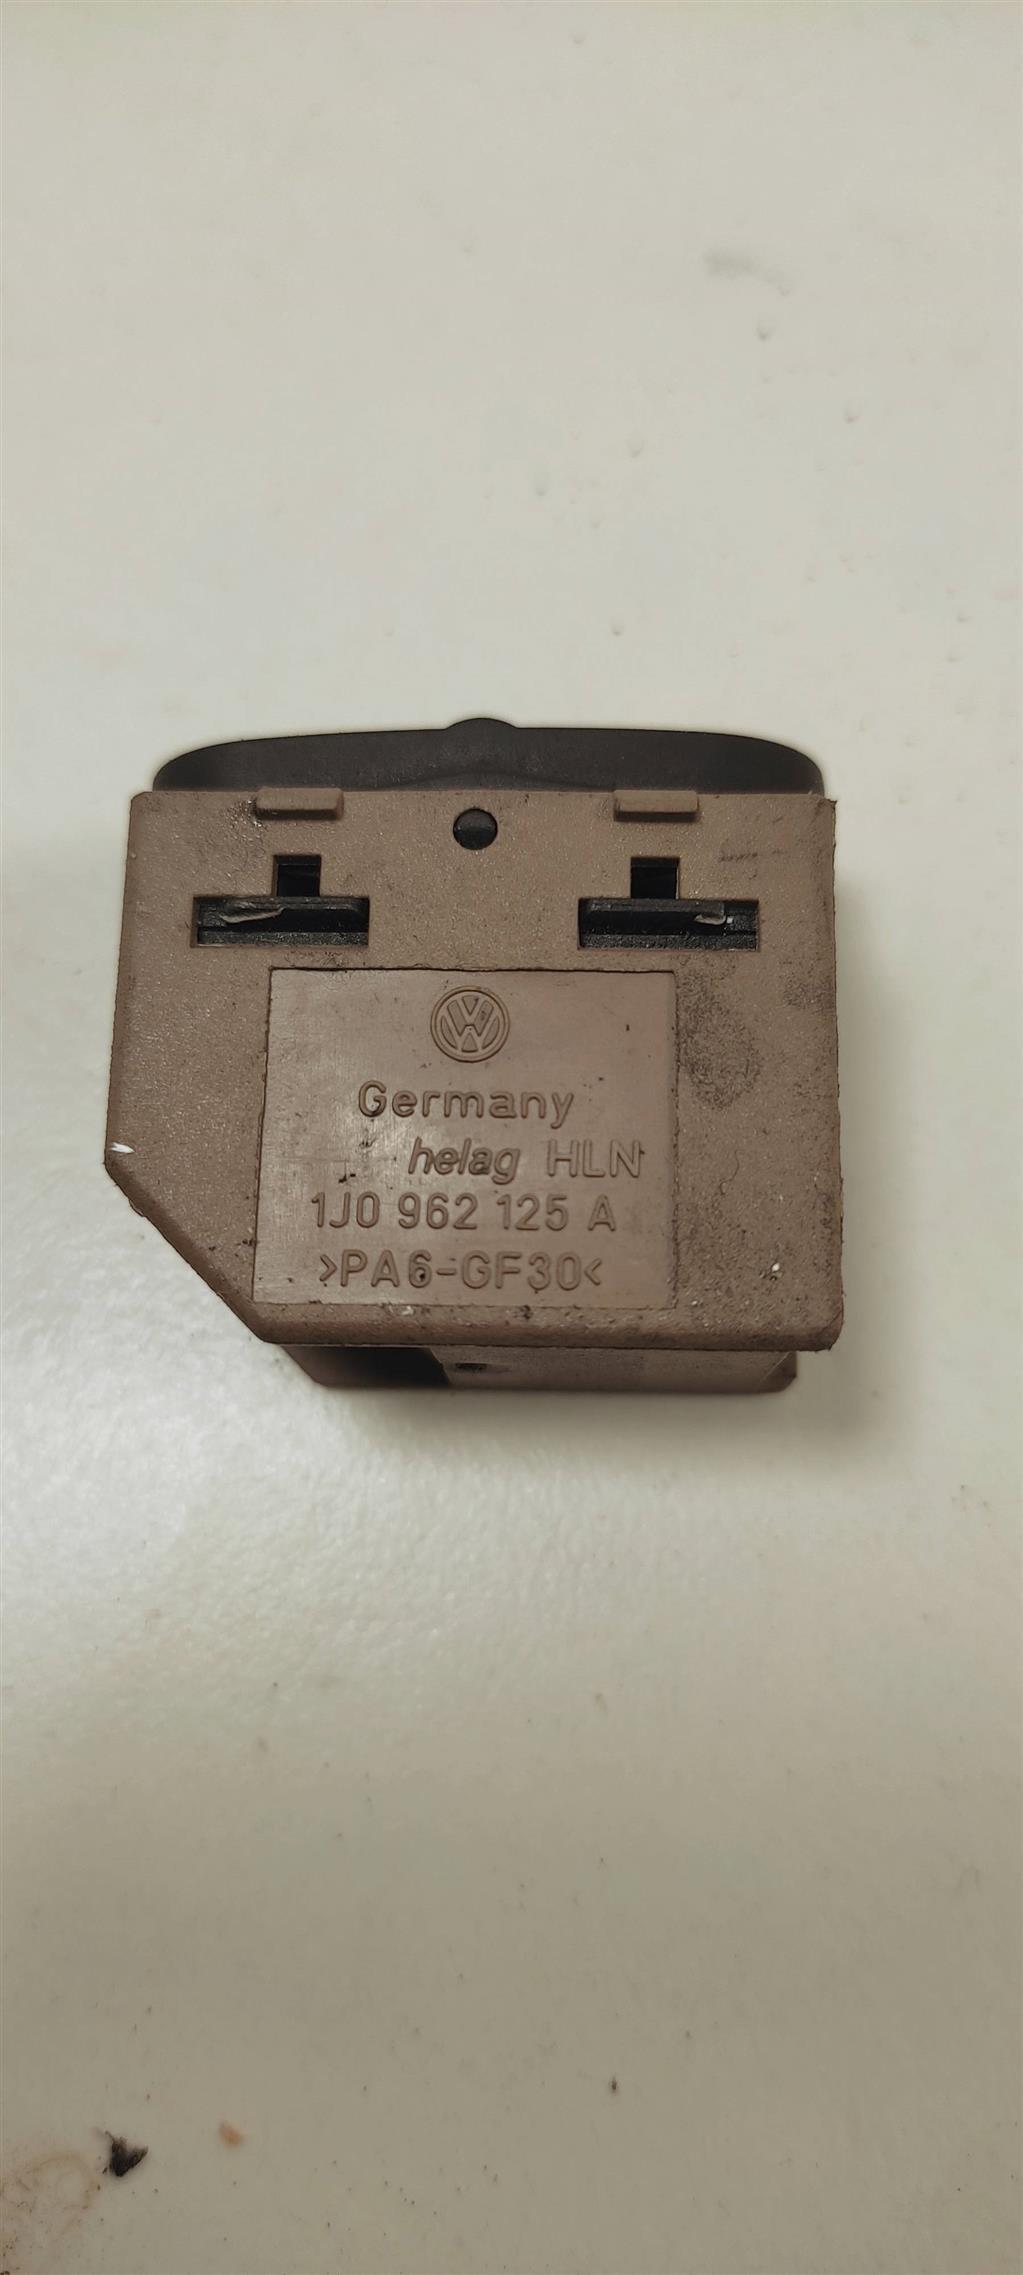 Germany
helag HLN
1J0 962 125 A
>PA6-GF30<